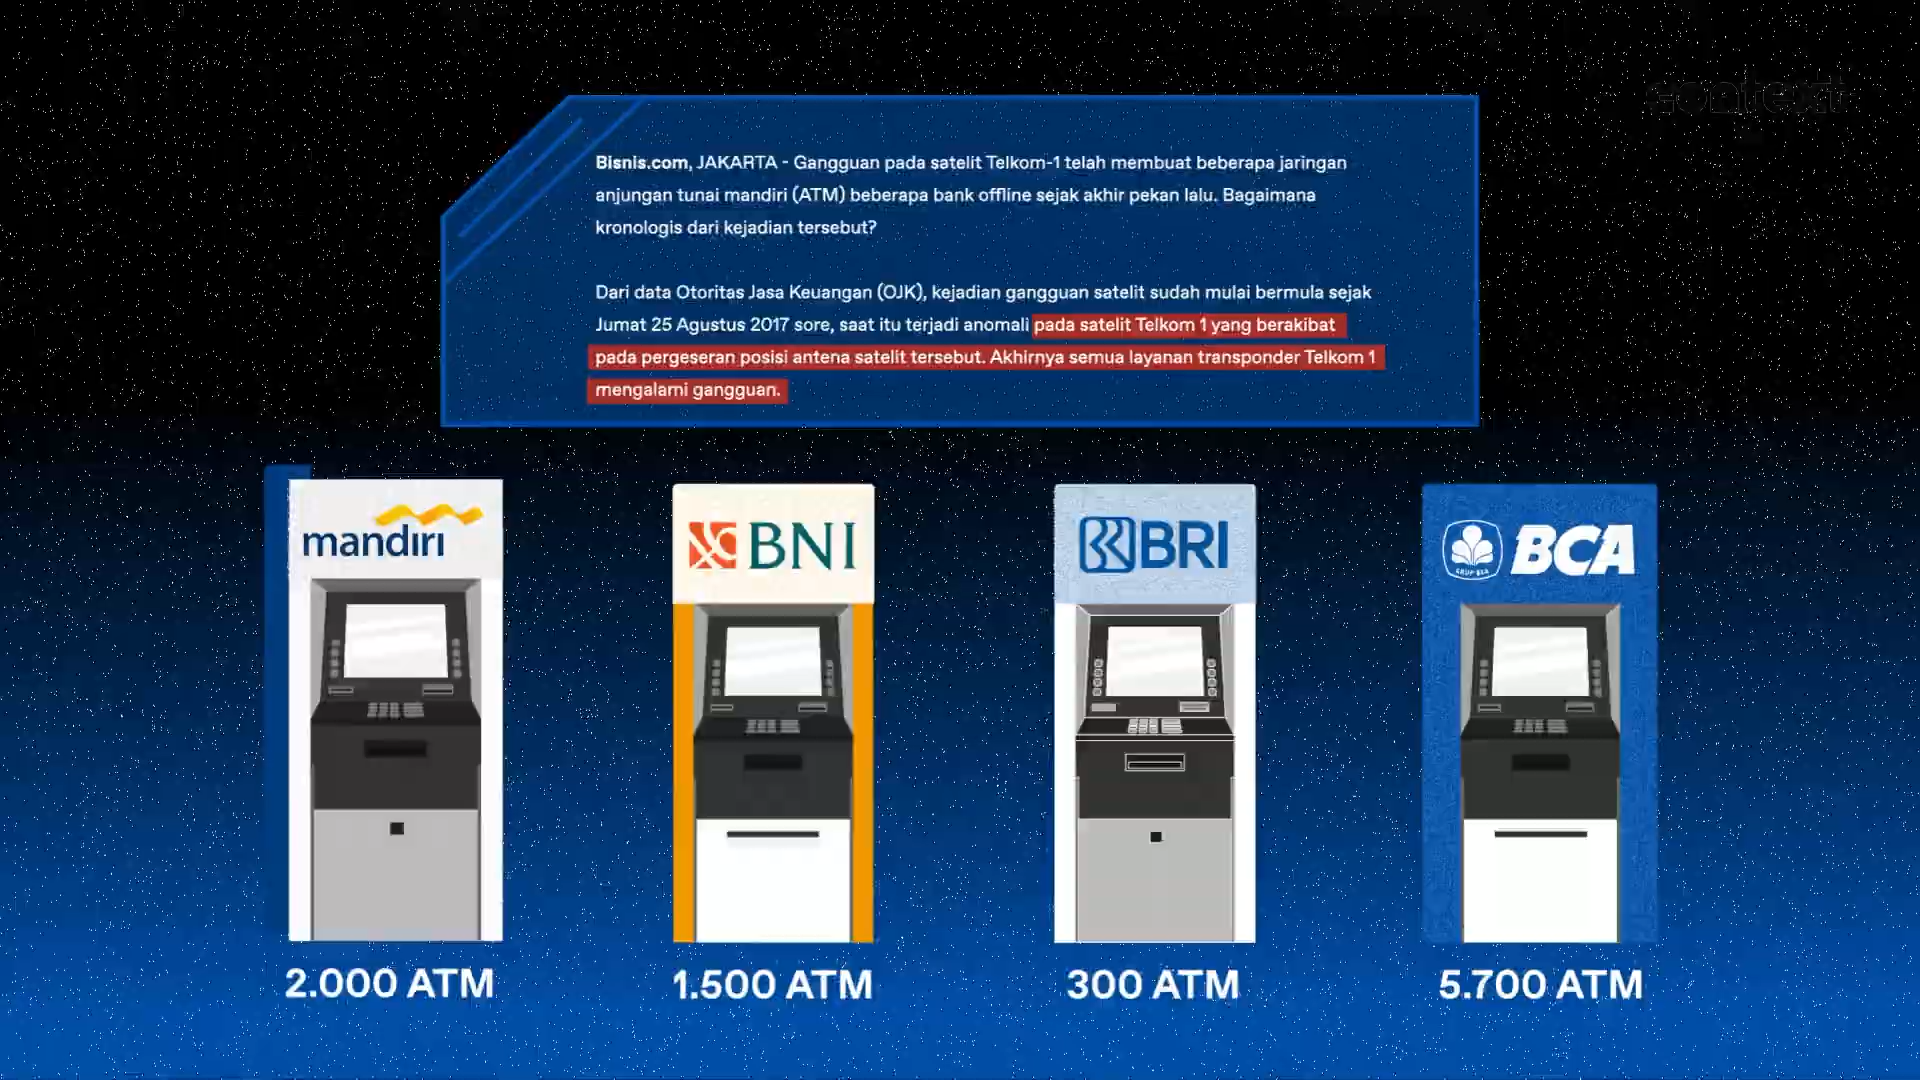 context
Bisnis.com, JAKARTA - Gangguan pada satelit Telkom-1 telah membuat beberapa jaringan
anjungan tunai mandiri (ATM) beberapa bank offline sejak akhir pekan lalu. Bagaimana
kronologis dari kejadian tersebut?
Dari data Otoritas Jasa Keuangan (OJK), kejadian gangguan satelit sudah mulai bermula sejak
Jumat 25 Agustus 2017 sore, saat itu terjadi anomali pada satelit Telkom 1 yang berakibat
pada pergeseran posisi antena satelit tersebut. Akhirnya semua layanan transponder Telkom 1
mengalami gangguan.
mandiri
BNI
BRI
GRUP BCA
BCA
2.000 ATM
1.500 ATM
300 ATM
5.700 ATM